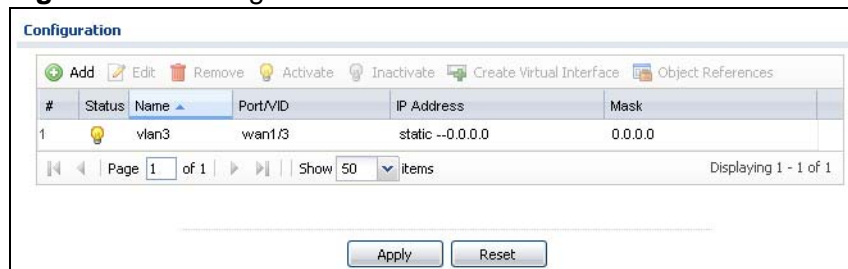 Configuration
Add Edit Remove Activate Inactivate Create Virtual Interface Object References
# Status Name Port/VID IP Address Mask
1 vlan3 wan1/3 static --0.0.0.0 0.0.0.0
Page 1 of 1 Show 50 items Displaying 1 - 1 of 1
Apply Reset